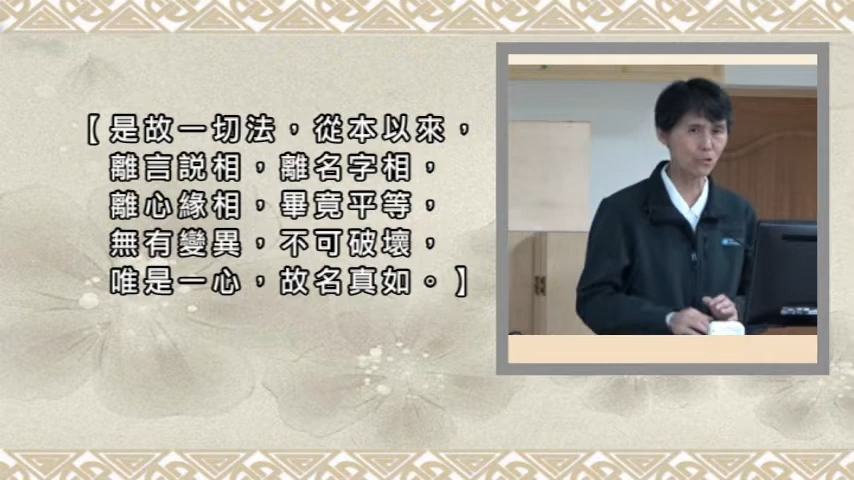 【是故一切法，從本以來，
離言說相，離名字相，
離心緣相，畢竟平等，
無有變異，不可破壞，
唯是一心，故名真如。】